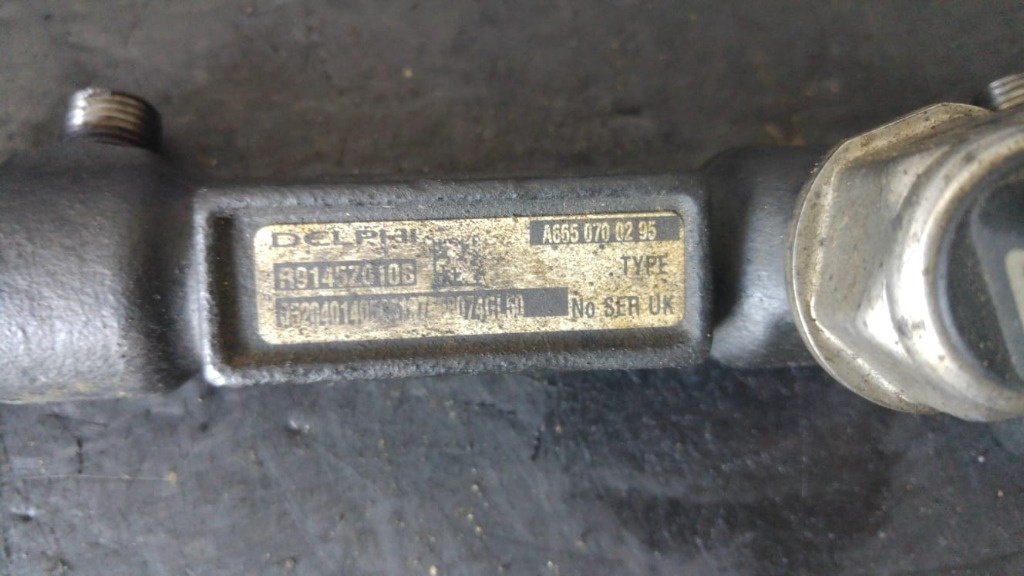 DELPHI A665 070 02 95
R9145Z010B TYPE
No SER UK